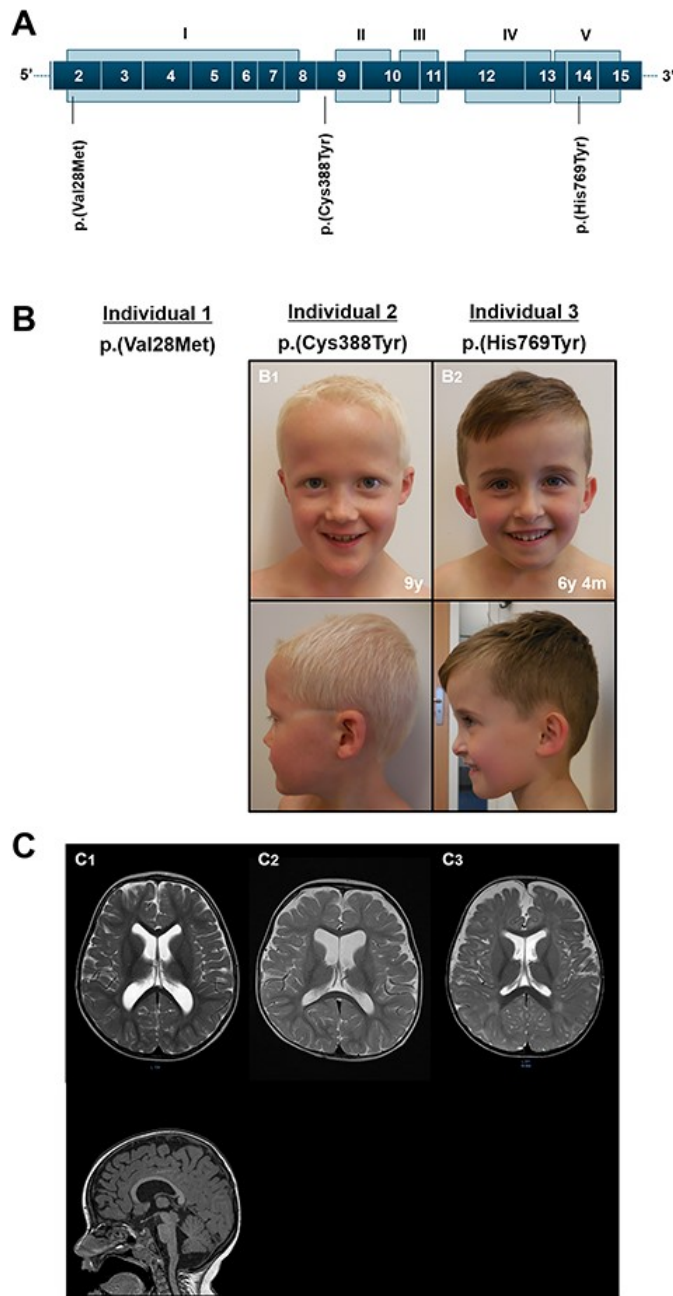 A
I II III IV V
5' 2 3 4 5 6 7 8 9 10 11 12 13 14 15 3'
p.(Val28Met)
p.(Cys388Tyr)
p.(His769Tyr)
B
Individual 1 Individual 2 Individual 3
p.(Val28Met) p.(Cys388Tyr) p.(His769Tyr)
B1 B2
9y 6y 4m
C
C1 C2 C3